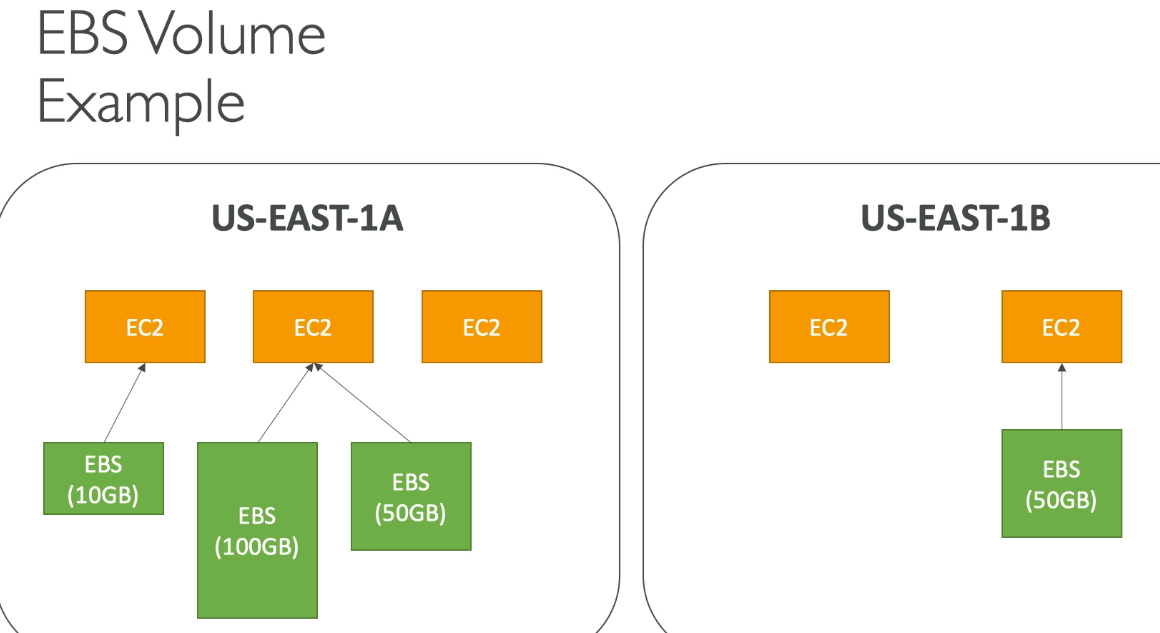 EBS Volume
Example
US-EAST-1A
EC2
EC2
EC2
EBS
(10GB)
EBS
(100GB)
EBS
(50GB)
US-EAST-1B
EC2
EC2
EBS
(50GB)